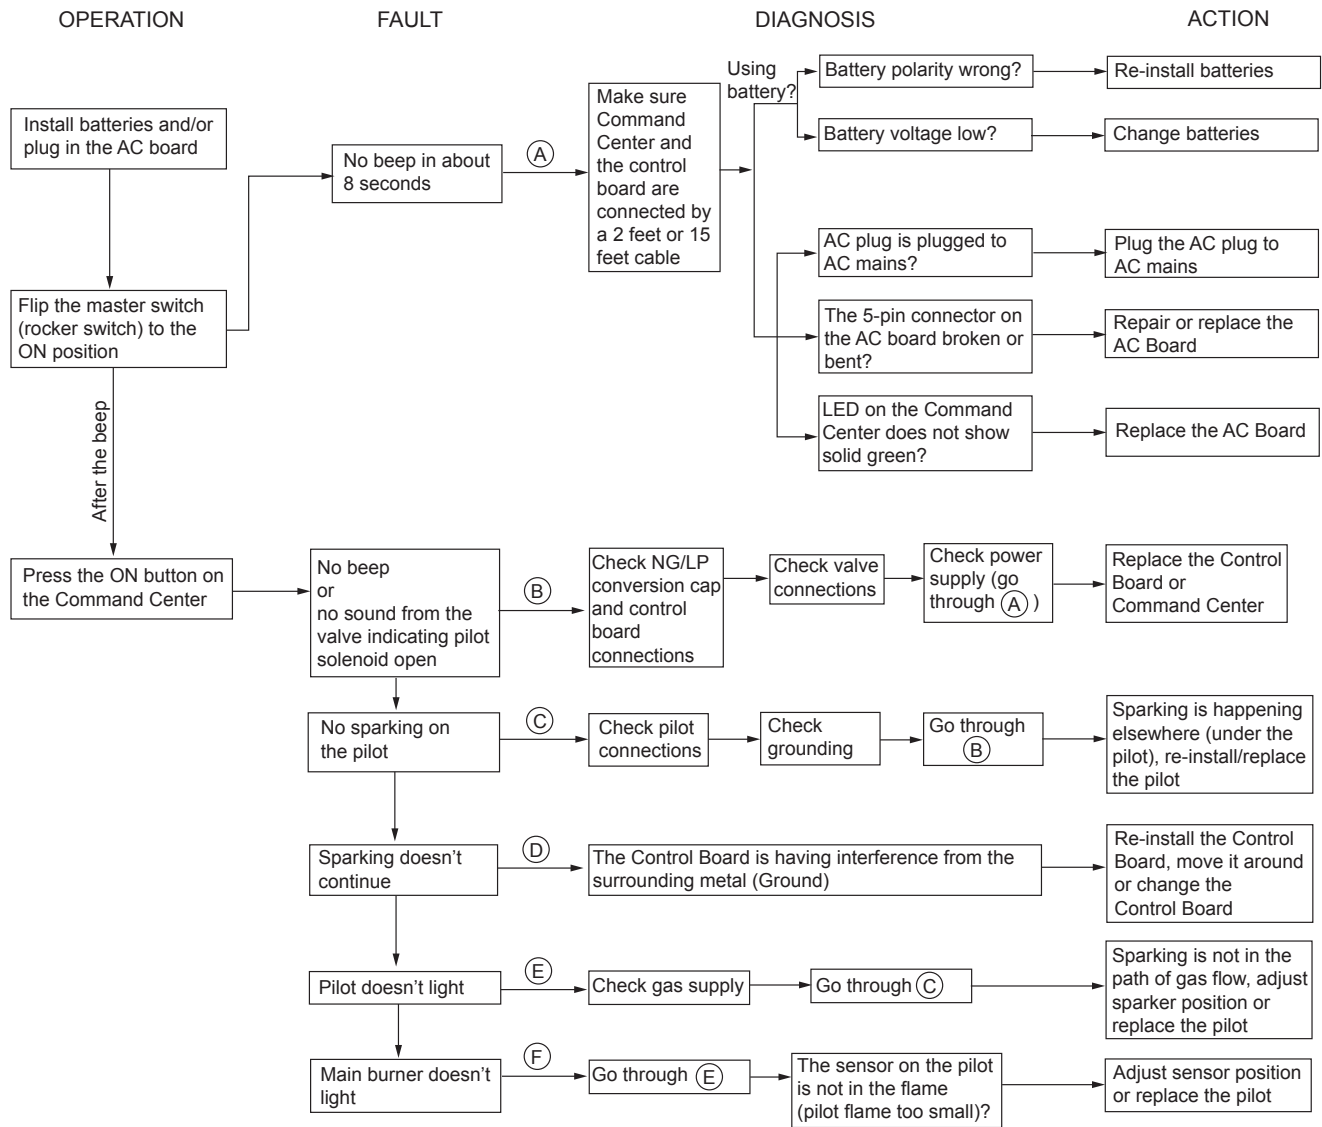 OPERATION
FAULT
DIAGNOSIS
ACTION
Install batteries and/or
plug in the AC board
Flip the master switch
(rocker switch) to the
ON position
No beep in about
8 seconds
A
Make sure
Command
Center and
the control
board are
connected by
a 2 feet or 15
feet cable
Using
battery?
Battery polarity wrong?
Re-install batteries
Battery voltage low?
Change batteries
AC plug is plugged to
AC mains?
Plug the AC plug to
AC mains
The 5-pin connector on
the AC board broken or
bent?
Repair or replace the
AC Board
LED on the Command
Center does not show
solid green?
Replace the AC Board
After the beep
Press the ON button on
the Command Center
No beep
or
no sound from the
valve indicating pilot
solenoid open
B
Check NG/LP
conversion cap
and control
board
connections
Check valve
connections
Check power
supply (go
through A )
Replace the Control
Board or
Command Center
No sparking on
the pilot
C
Check pilot
connections
Check
grounding
Go through
B
Sparking is happening
elsewhere (under the
pilot), re-install/replace
the pilot
Sparking doesn't
continue
D
The Control Board is having interference from the
surrounding metal (Ground)
Re-install the Control
Board, move it around
or change the
Control Board
Pilot doesn't light
E
Check gas supply
Go through C
Sparking is not in the
path of gas flow, adjust
sparker position or
replace the pilot
Main burner doesn't
light
F
Go through E
The sensor on the pilot
is not in the flame
(pilot flame too small)?
Adjust sensor position
or replace the pilot